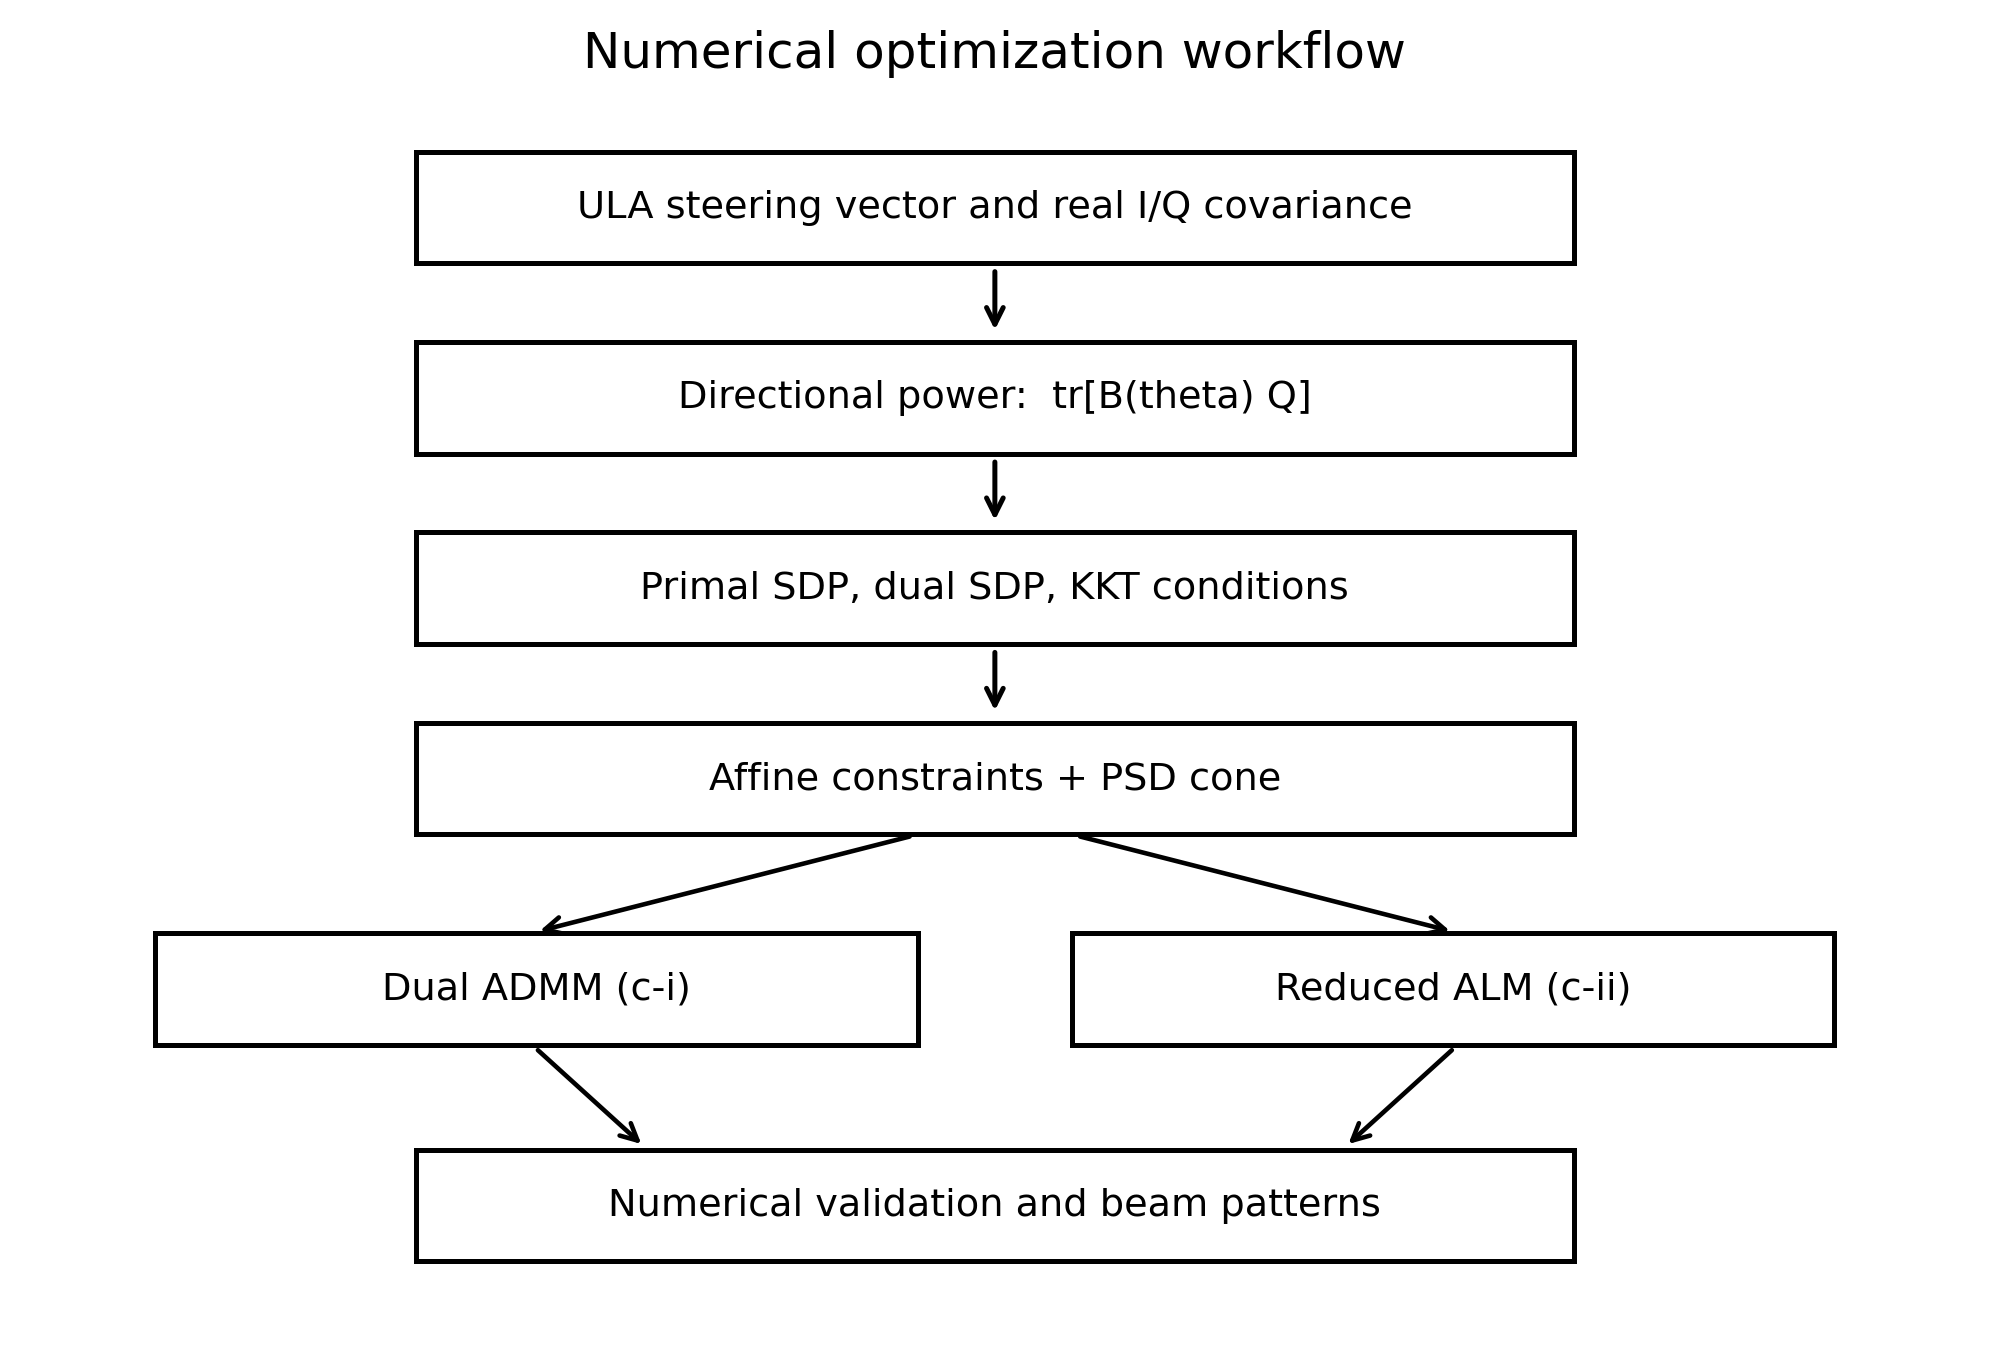 Numerical optimization workflow
ULA steering vector and real I/Q covariance
Directional power:  tr[B(theta) Q]
Primal SDP, dual SDP, KKT conditions
Affine constraints + PSD cone
Dual ADMM (c-i)
Reduced ALM (c-ii)
Numerical validation and beam patterns